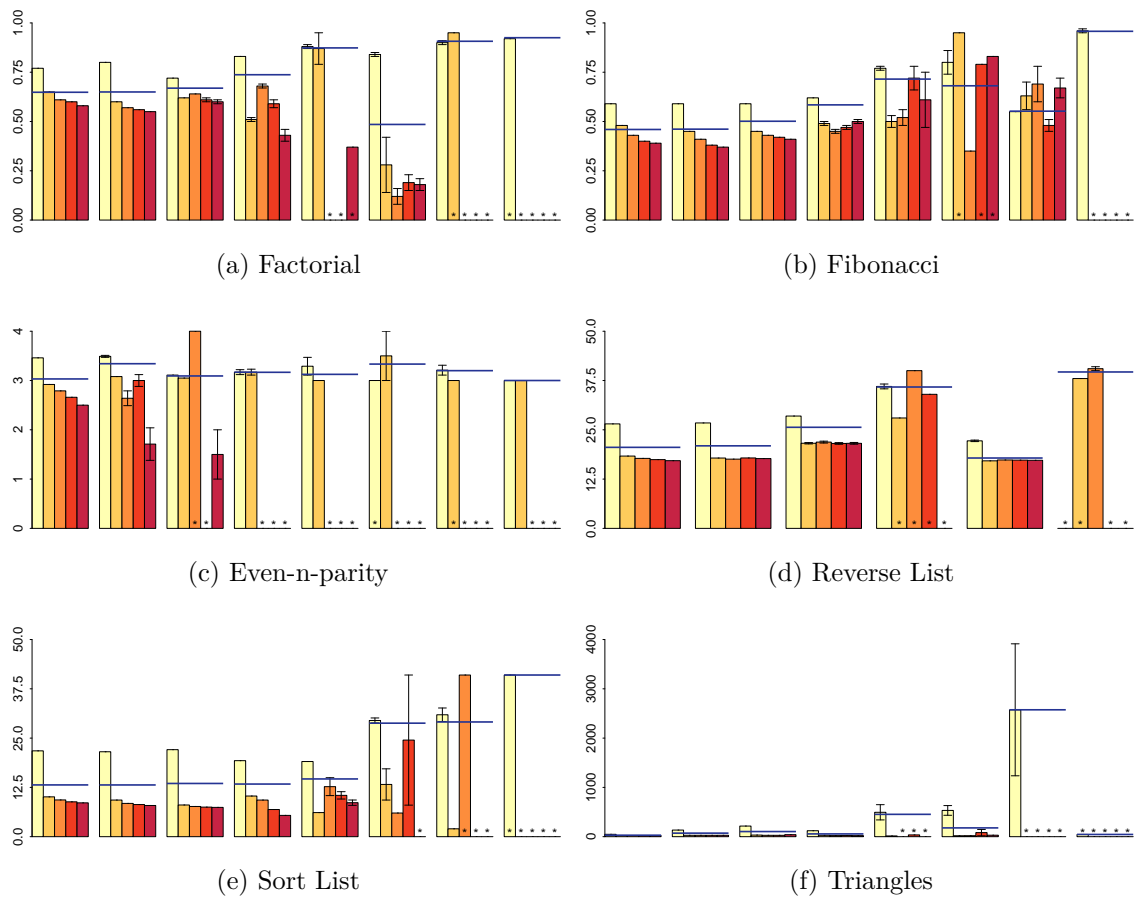 1.00
0.75
0.50
0.25
0.00
* * *
* * * *
* * * * *
(a) Factorial
1.00
0.75
0.50
0.25
0.00
* * *
* * * *
(b) Fibonacci
4
3
2
1
0
* *
* * *
* * *
* * * *
* * * *
* * *
(c) Even-n-parity
50.0
37.5
25.0
12.5
0.0
* * * *
* * * *
(d) Reverse List
50.0
37.5
25.0
12.5
0.0
*
* * * *
* * * * *
(e) Sort List
4000
3000
2000
1000
0
* * *
* * * *
* * * * *
(f) Triangles